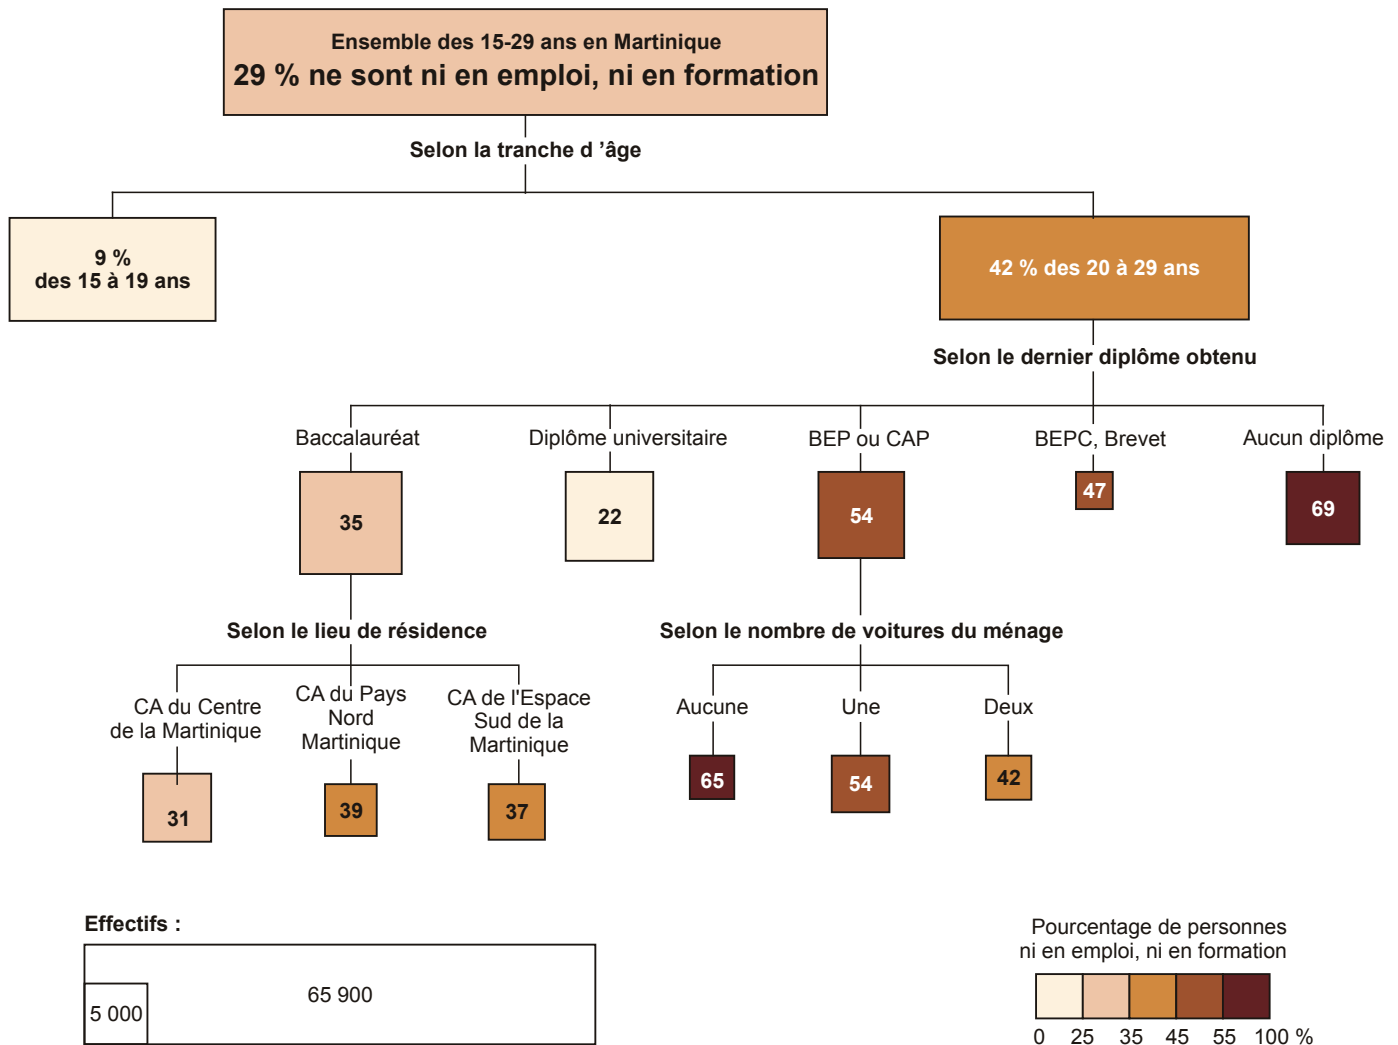 Ensemble des 15-29 ans en Martinique
29 % ne sont ni en emploi, ni en formation
Selon la tranche d ’âge
9 %
des 15 à 19 ans
42 % des 20 à 29 ans
Selon le dernier diplôme obtenu
Baccalauréat
Diplôme universitaire
BEP ou CAP
BEPC, Brevet
Aucun diplôme
35
22
54
47
69
Selon le lieu de résidence
Selon le nombre de voitures du ménage
CA du Centre
de la Martinique
CA du Pays
Nord
Martinique
CA de l'Espace
Sud de la
Martinique
Aucune
Une
Deux
31
39
37
65
54
42
Effectifs :
65 900
5 000
Pourcentage de personnes
ni en emploi, ni en formation
0 25 35 45 55 100 %